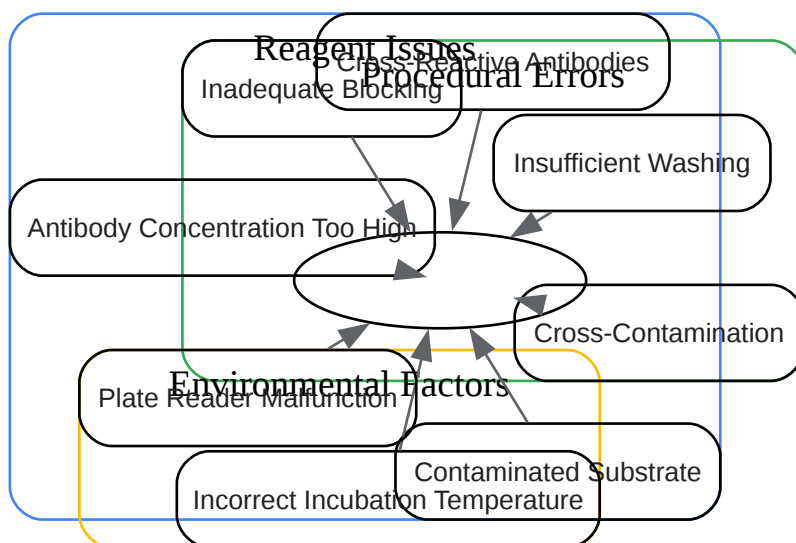 Reagent Issues
Cross-Reactive Antibodies
Procedural Errors
Inadequate Blocking
Insufficient Washing
Antibody Concentration Too High
Cross-Contamination
Environmental Factors
Plate Reader Malfunction
Contaminated Substrate
Incorrect Incubation Temperature